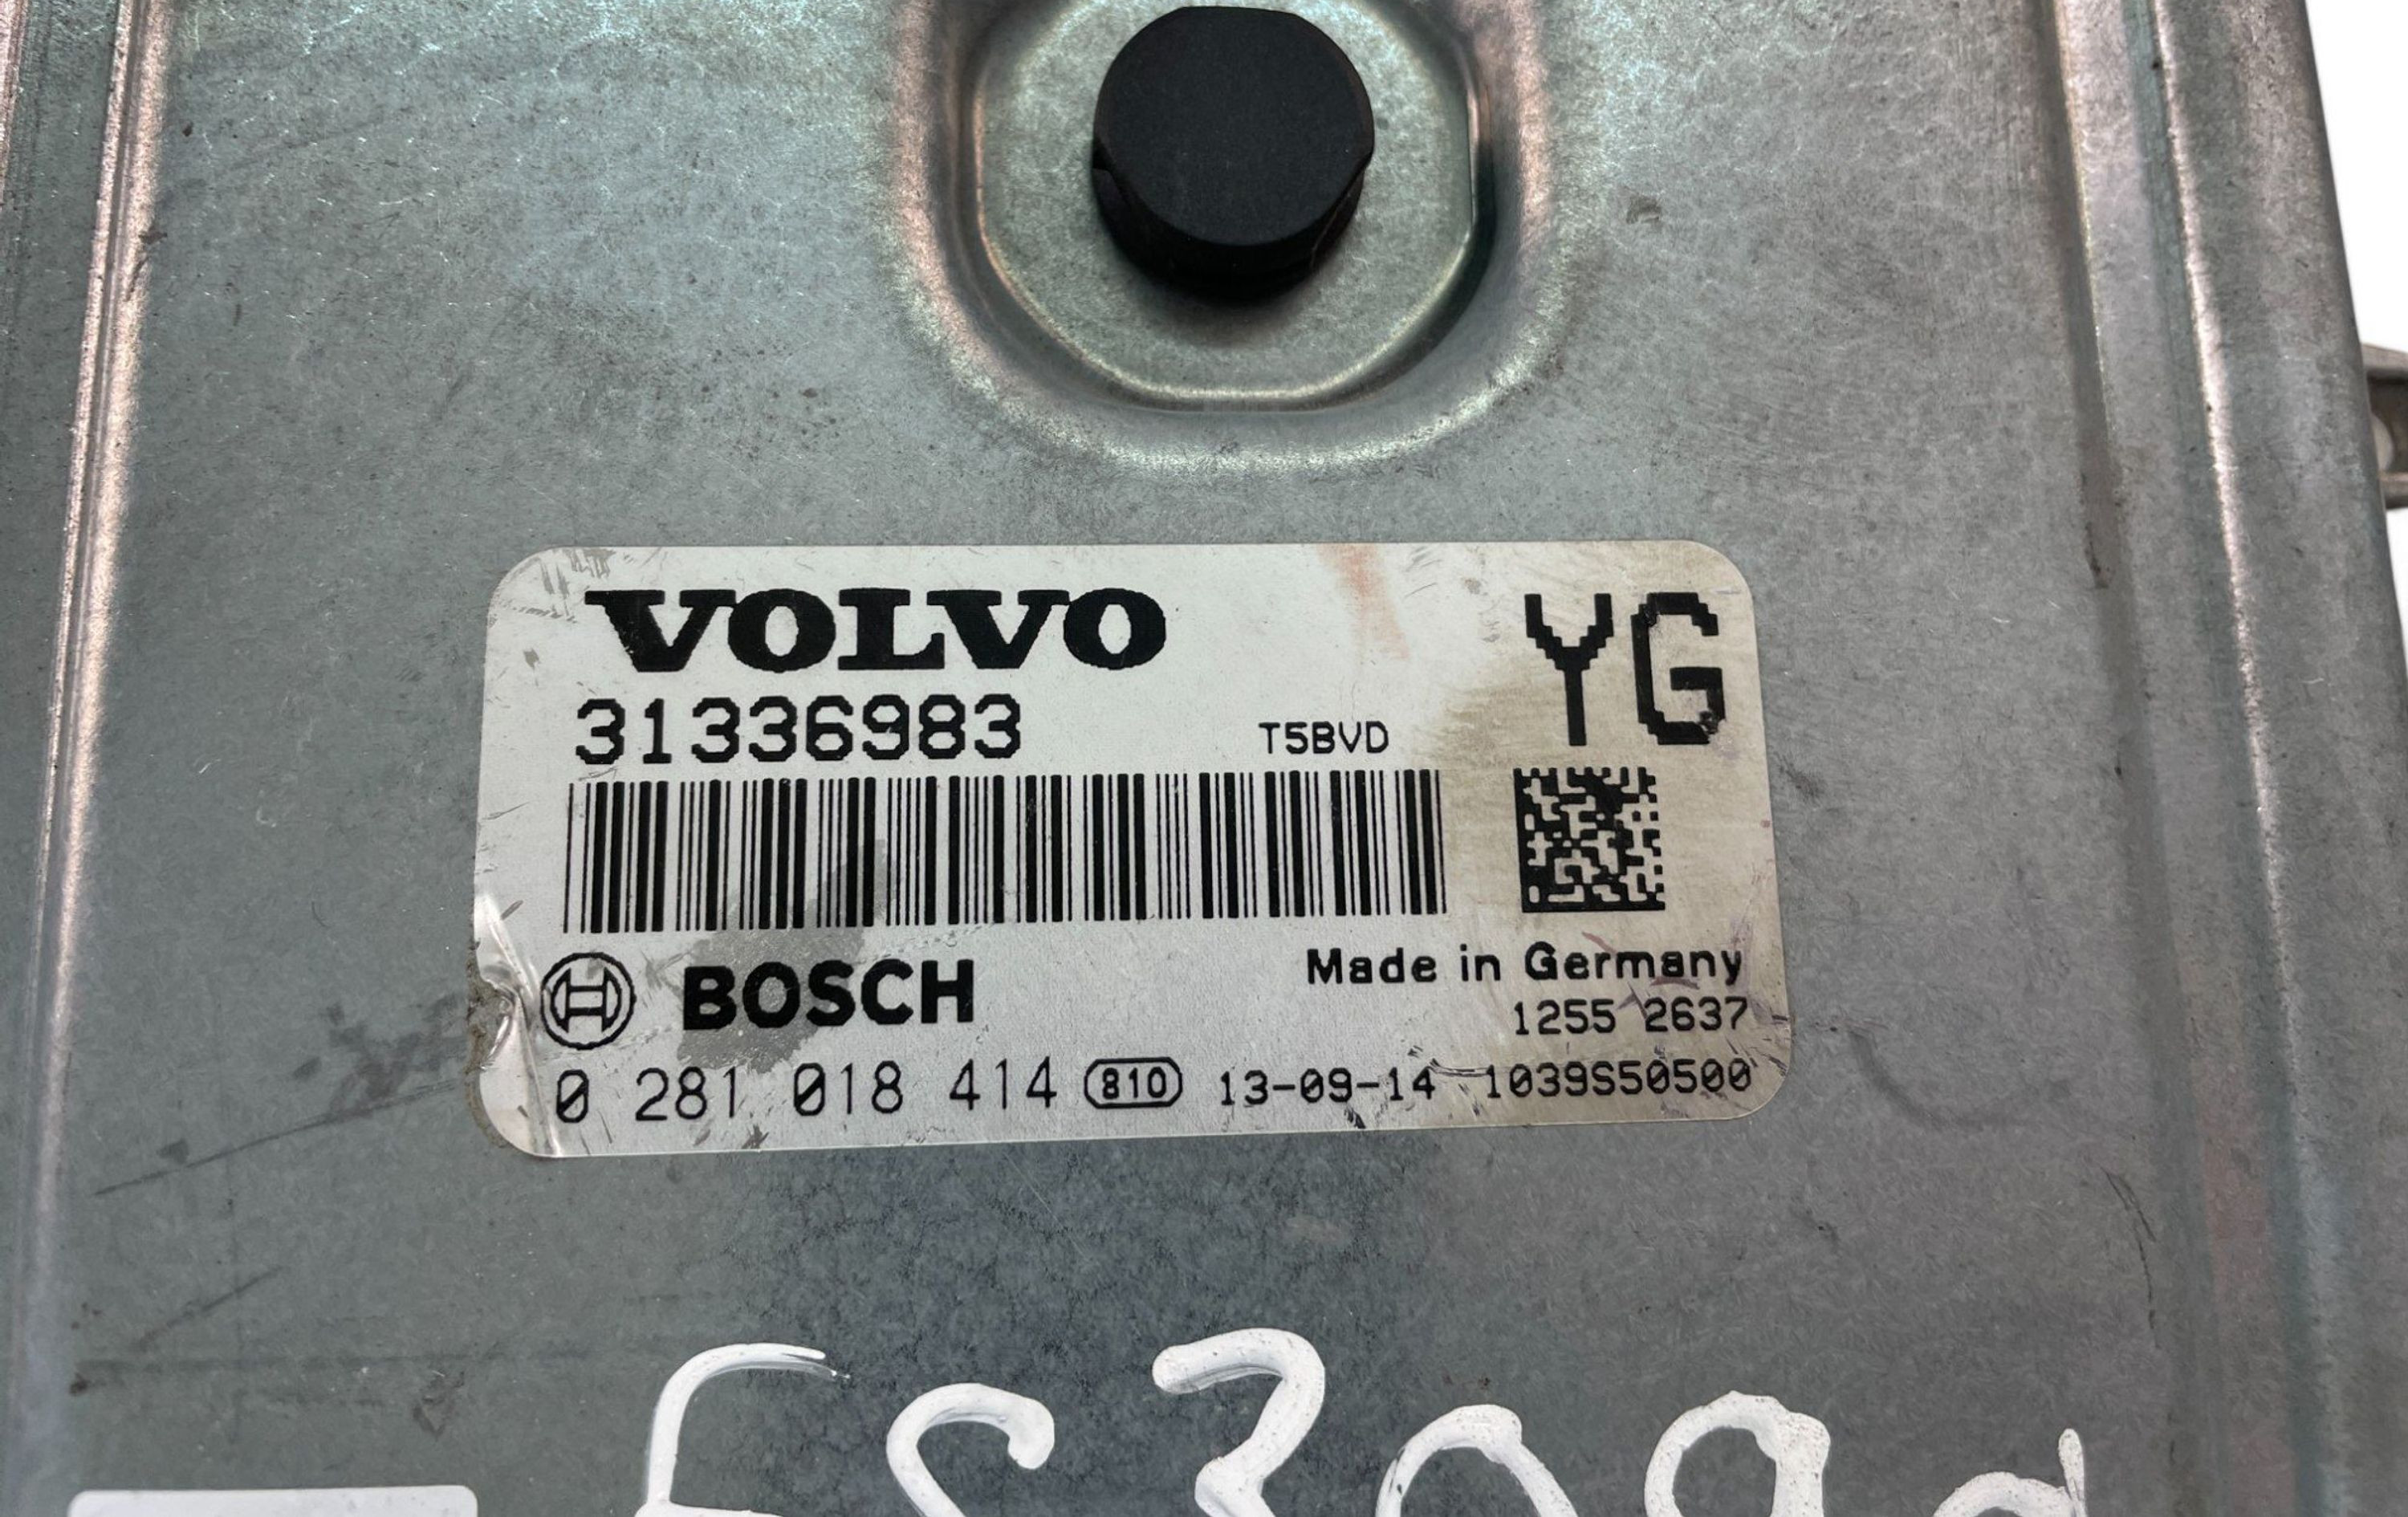 VOLVO
YG
31336983 T5BVD
BOSCH
Made in Germany
1255 2637
0 281 018 414 810 13-09-14 1039S50500